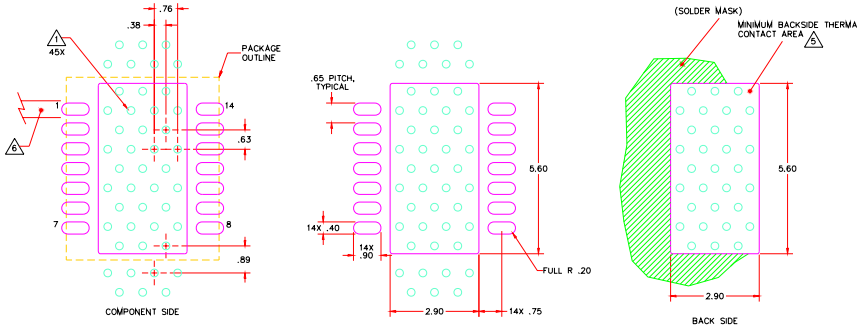 .76
.38
1
45X
PACKAGE
OUTLINE
1
14
6
.63
7
8
.89
COMPONENT SIDE
.65 PITCH,
TYPICAL
5.60
14X .40
14X
.90
FULL R .20
2.90
14X .75
(SOLDER MASK)
MINIMUM BACKSIDE THERMA
CONTACT AREA
5
5.60
2.90
BACK SIDE